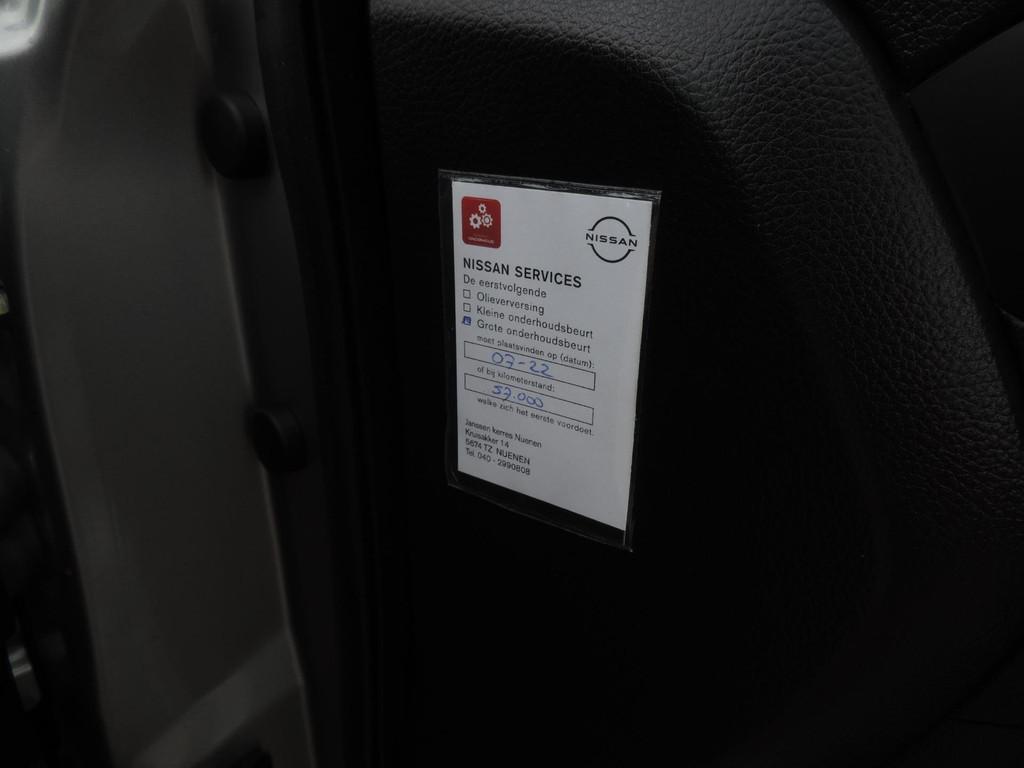 NISSAN
NISSAN SERVICES
De eerstvolgende
Olieverversing
Kleine onderhoudsbeurt
Grote onderhoudsbeurt
moet plaatsvinden op (datum):
07-22
of bij kilometerstand:
57.000
welke zich het eerste voordoet.
Janssen kerres Nuenen
Kruisakker 14
5674 TZ NUENEN
Tel. 040 - 2990808